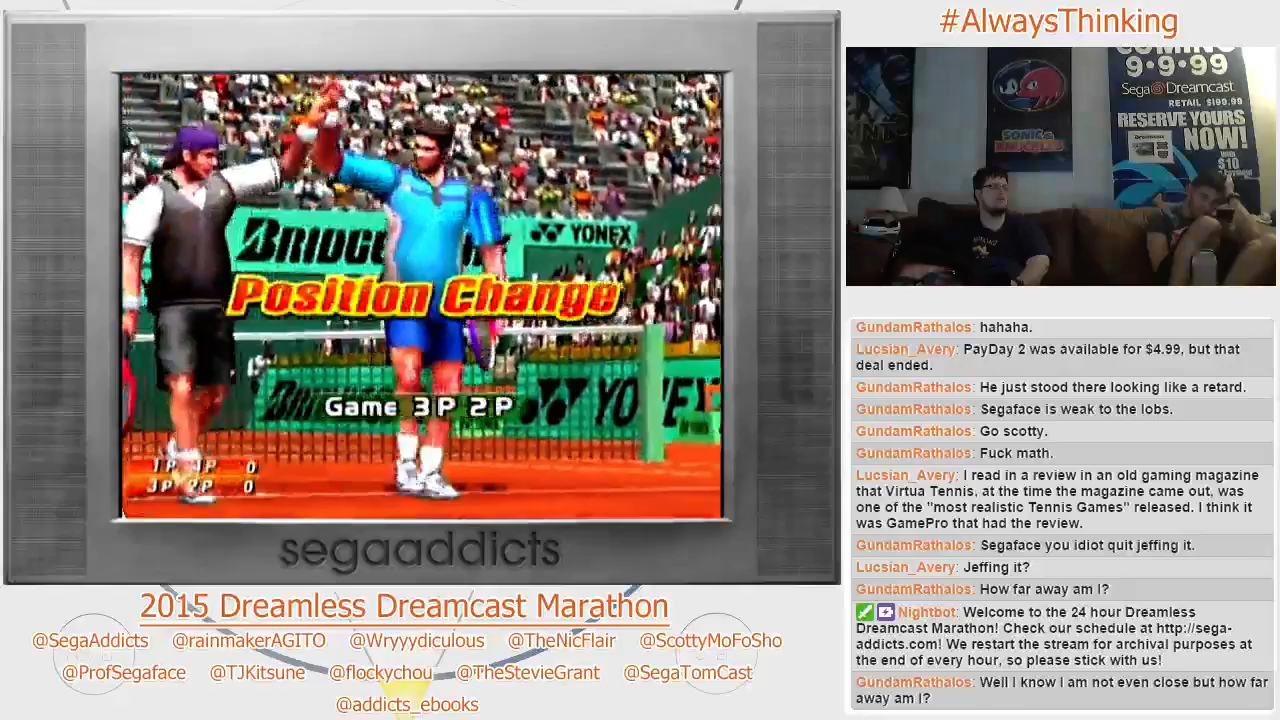 #AlwaysThinking
COMING
9·9·99
Sega Dreamcast
RETAIL $199.99
RESERVE YOURS
NOW!
$10
SONIC &
KNUCKLES
YONEX
Position Change
Game 3P 2P
YONE
1P 4P 0
3P 2P 0
segaaddicts
2015 Dreamless Dreamcast Marathon
@SegaAddicts @rainmakerAGITO @Wryyydiculous @TheNicFlair @ScottyMoFoSho
@ProfSegaface @TJKitsune @flockychou @TheStevieGrant @SegaTomCast
@addicts_ebooks
GundamRathalos: hahaha.
Lucsian_Avery: PayDay 2 was available for $4.99, but that
deal ended.
GundamRathalos: He just stood there looking like a retard.
GundamRathalos: Segaface is weak to the lobs.
GundamRathalos: Go scotty.
GundamRathalos: Fuck math.
Lucsian_Avery: I read in a review in an old gaming magazine
that Virtua Tennis, at the time the magazine came out, was
one of the "most realistic Tennis Games" released. I think it
was GamePro that had the review.
GundamRathalos: Segaface you idiot quit jeffing it.
Lucsian_Avery: Jeffing it?
GundamRathalos: How far away am I?
Nightbot: Welcome to the 24 hour Dreamless
Dreamcast Marathon! Check our schedule at http://sega-
addicts.com! We restart the stream for archival purposes at
the end of every hour, so please stick with us!
GundamRathalos: Well I know I am not even close but how far
away am I?